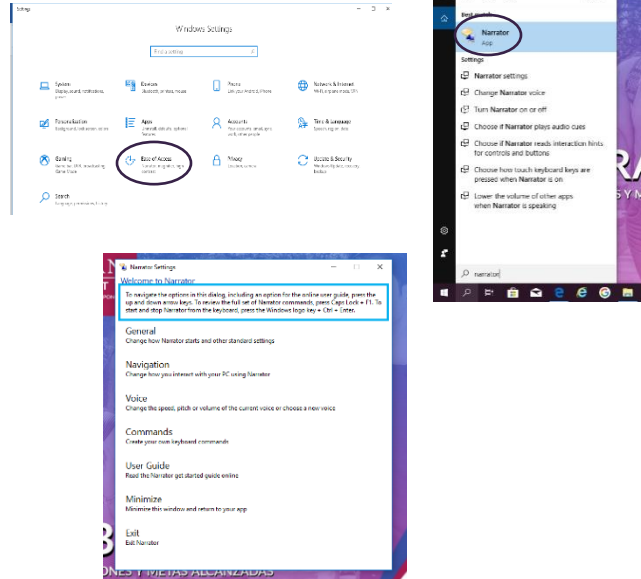 Settings
Windows Settings
Find a setting
System
Display, sound, notifications,
power
Devices
Bluetooth, printers, mouse
Phone
Link your Android, iPhone
Network & Internet
Wi-Fi, airplane mode, VPN
Personalization
Background, lock screen, colors
Apps
Uninstall, defaults, optional
features
Accounts
Your accounts, email, sync,
work, other people
Time & Language
Speech, region, date
Gaming
Game bar, DVR, broadcasting,
Game Mode
Ease of Access
Narrator, magnifier, high
contrast
Privacy
Location, camera
Update & Security
Windows Update, recovery,
backup
Search
Language, permissions, history
Best match
Narrator
App
Settings
Narrator settings
Change Narrator voice
Turn Narrator on or off
Choose if Narrator plays audio cues
Choose if Narrator reads interaction hints
for controls and buttons
Choose how touch keyboard keys are
pressed when Narrator is on
Lower the volume of other apps
when Narrator is speaking
narrator
RA
S Y M
Narrator Settings
Welcome to Narrator
To navigate the options in this dialog, including an option for the online user guide, press the
up and down arrow keys. To review the full set of Narrator commands, press Caps Lock + F1. To
start and stop Narrator from the keyboard, press the Windows logo key + Ctrl + Enter.
General
Change how Narrator starts and other standard settings
Navigation
Change how you interact with your PC using Narrator
Voice
Change the speed, pitch or volume of the current voice or choose a new voice
Commands
Create your own keyboard commands
User Guide
Read the Narrator get started guide online
Minimize
Minimize this window and return to your app
Exit
Exit Narrator
ONES Y METAS ALCANZADAS